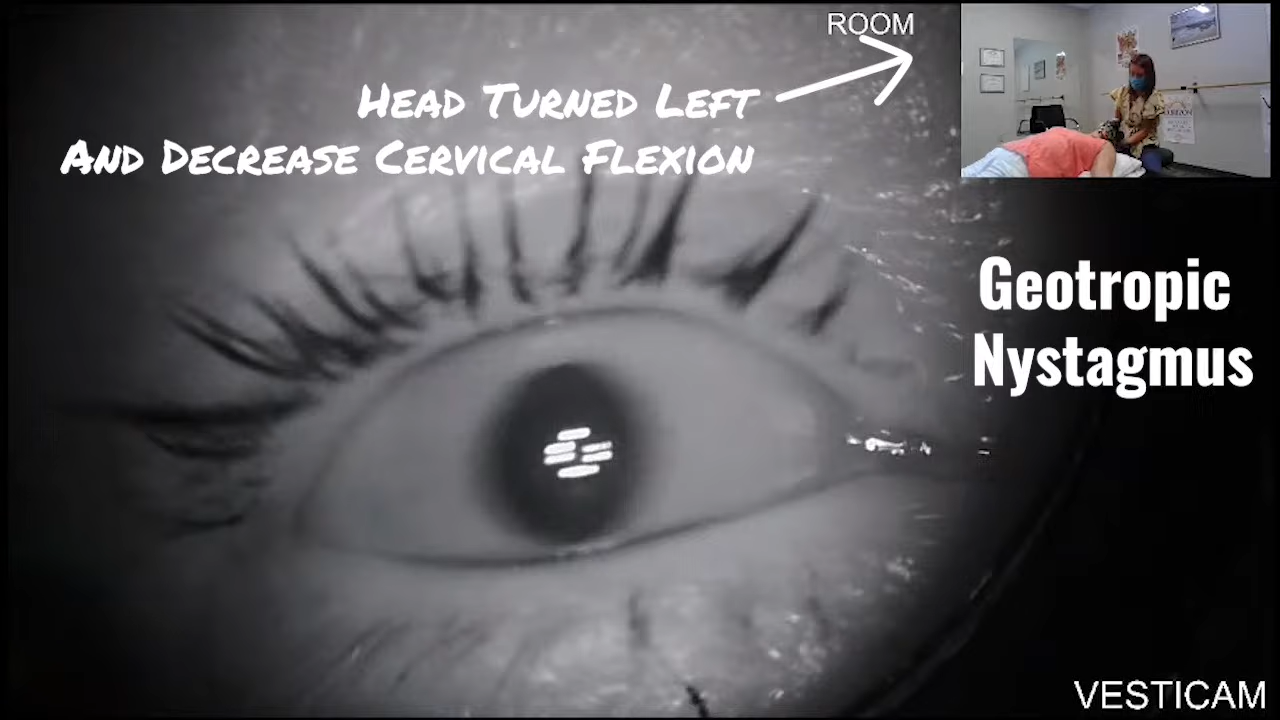 ROOM
HEAD TURNED LEFT
AND DECREASE CERVICAL FLEXION
Geotropic
Nystagmus
VESTICAM